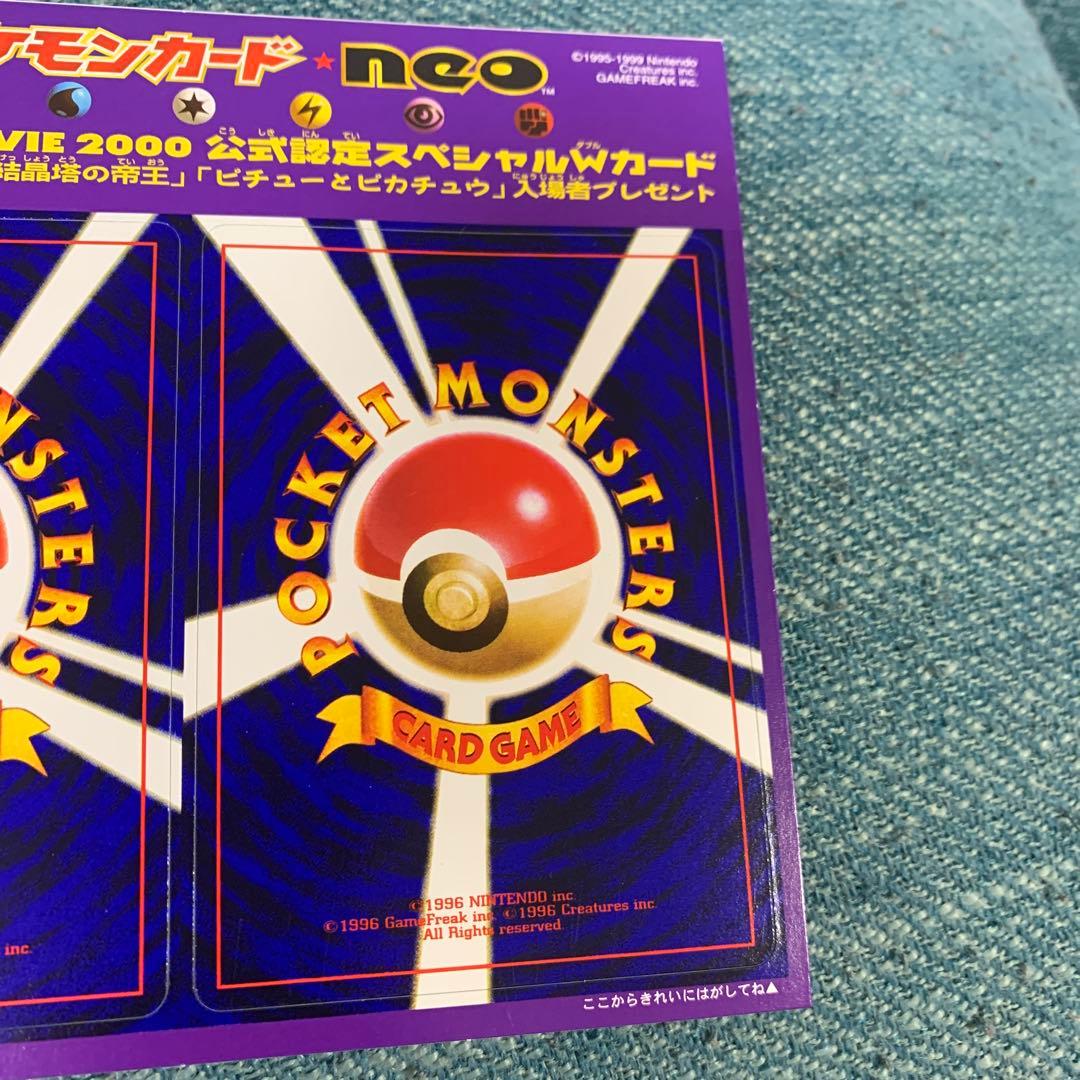 ケモンカード★neo™
©1995-1999 Nintendo
Creatures inc.
GAMEFREAK inc.
VIE 2000 公式認定スペシャルWカード
結晶塔の帝王」「ピチューとピカチュウ」入場者プレゼント
NSTERS
inc.
POCKET MONSTERS
CARD GAME
©1996 NINTENDO inc.
©1996 GameFreak inc. ©1996 Creatures inc.
All Rights reserved.
ここからきれいにはがしてね▲